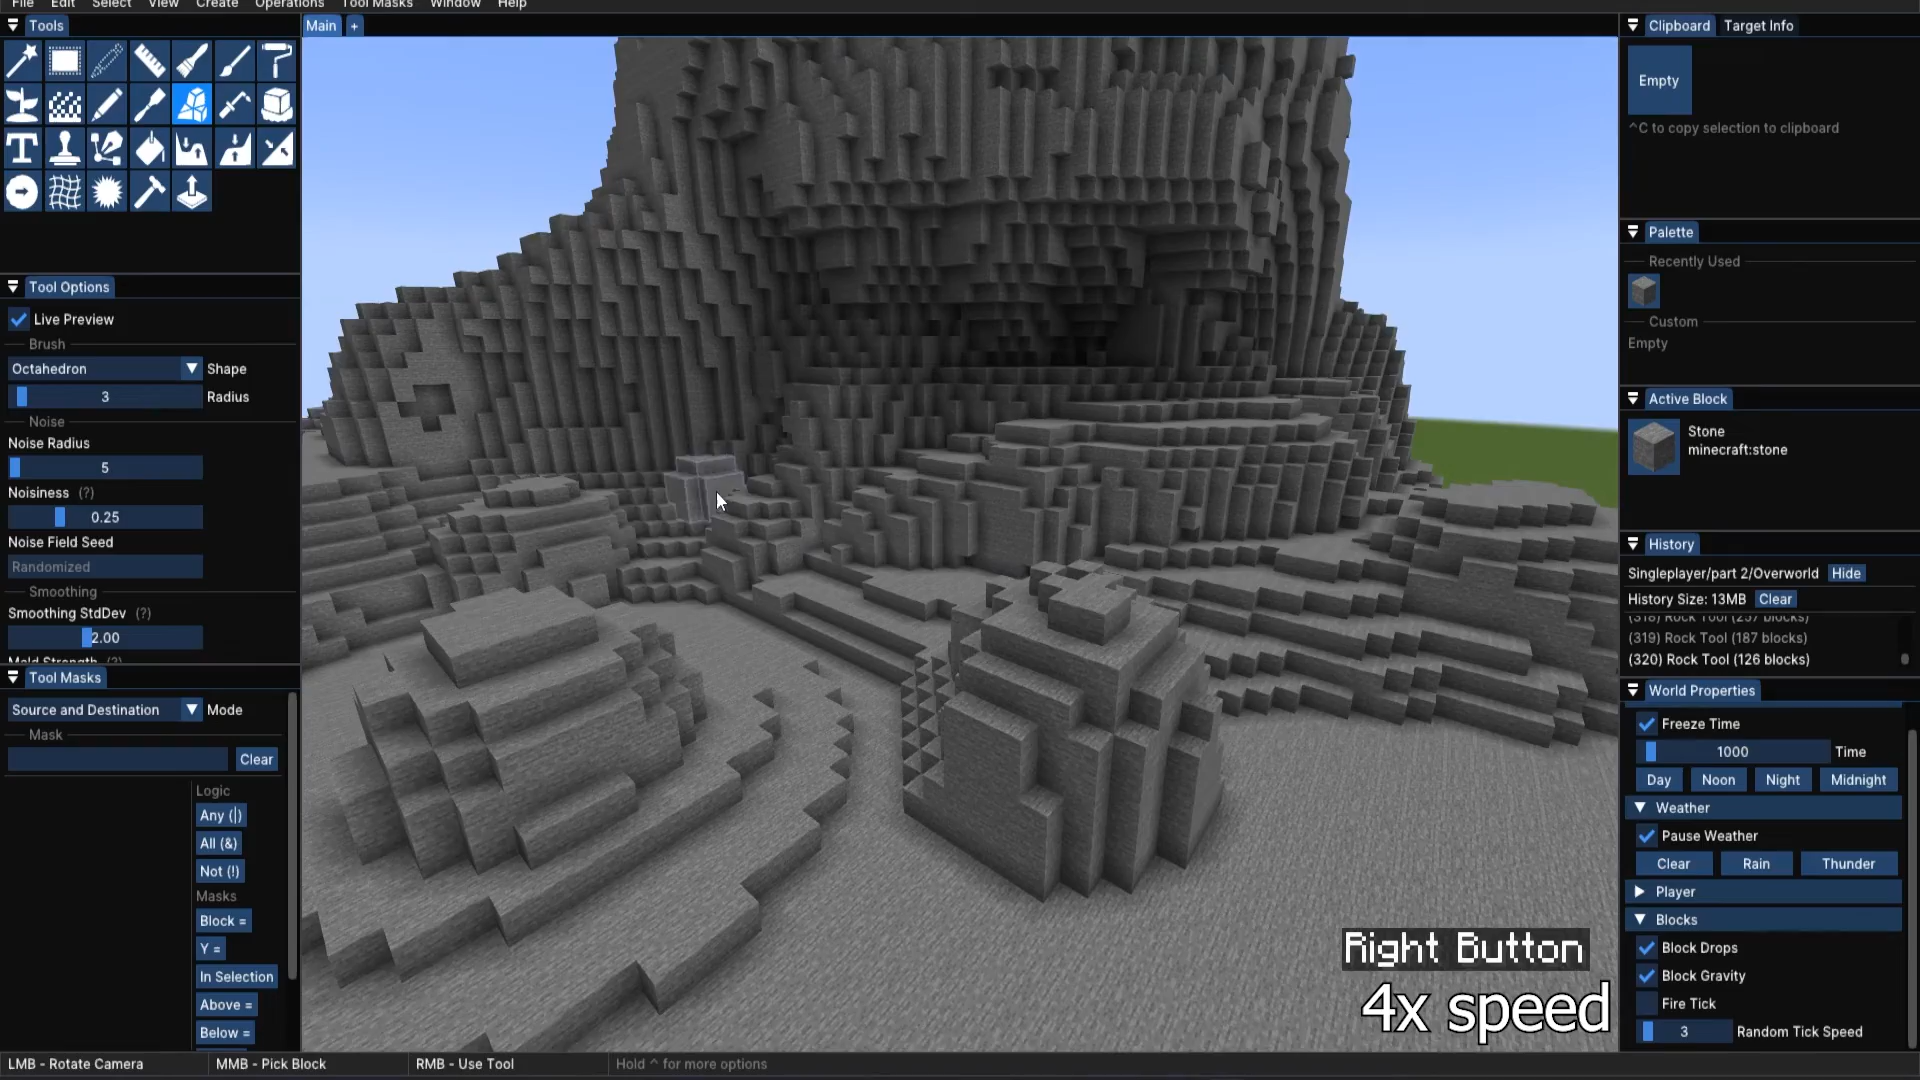 File Edit Select View Create Operations Tool Masks Window Help
Tools
Main +
Clipboard Target Info
Empty
^C to copy selection to clipboard
Palette
Recently Used
Custom
Empty
Active Block
Stone
minecraft:stone
History
Singleplayer/part 2/Overworld Hide
History Size: 13MB Clear
(318) Rock Tool (257 blocks)
(319) Rock Tool (187 blocks)
(320) Rock Tool (126 blocks)
World Properties
Freeze Time
1000 Time
Day Noon Night Midnight
Weather
Pause Weather
Clear Rain Thunder
Player
Blocks
Block Drops
Block Gravity
Fire Tick
3 Random Tick Speed
Tool Options
Live Preview
Brush
Octahedron Shape
3 Radius
Noise
Noise Radius
5
Noisiness (?)
0.25
Noise Field Seed
Randomized
Smoothing
Smoothing StdDev (?)
2.00
Meld Strength (?)
Tool Masks
Source and Destination Mode
Mask
Clear
Logic
Any (|)
All (&)
Not (!)
Masks
Block =
Y =
In Selection
Above =
Below =
Right Button
4x speed
LMB - Rotate Camera MMB - Pick Block RMB - Use Tool Hold ^ for more options